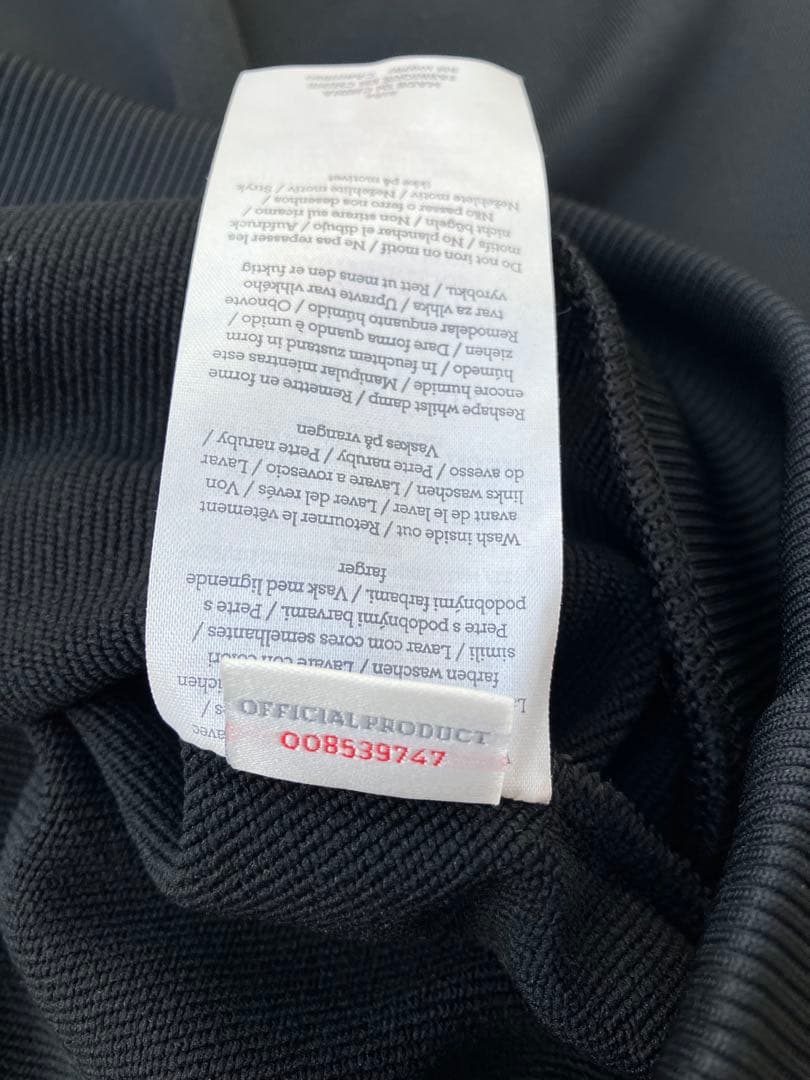 OFFICIAL PRODUCT
008539747
farben waschen / Lavare con colori
simili / Lavar com cores semelhantes /
Perte s podobnými barvami. / Perte s
podobnými farbami. / Vask med lignende
farger
Wash inside out / Retourner le vêtement
avant de le laver / Laver del revés / Von
links waschen / Lavare a rovescio / Lavar
do avesso / Perte naruby / Perte naruby /
Vaskes på vrangen
Reshape whilst damp / Remettre en forme
encore humide / Manipular mientras este
húmedo / In feuchtem zustand in form
ziehen / Dare forma quando è umido /
Remodelar enquanto húmido / Obnovte
tvar za vlhka / Upravte tvar vlhkého
vyrobku. / Rett ut mens den er fuktig
Do not iron on motif / Ne pas repasser les
motifs / No planchar el dibujo / Aufdruck
nicht bügeln / Non stirare sul ricamo /
Não passar o ferro nos desenhos /
Nežehlete motiv / Nežehlite motív / Stryk
ikke på motivet